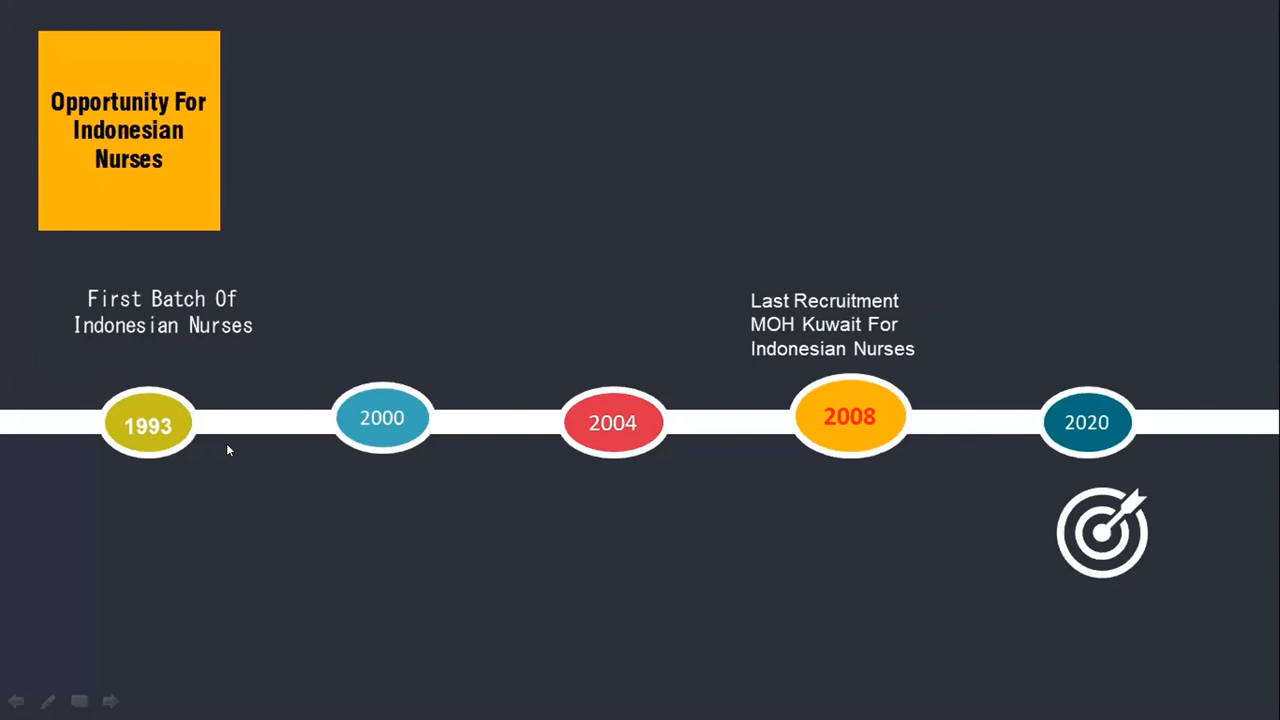 Opportunity For
Indonesian
Nurses
First Batch Of
Indonesian Nurses
Last Recruitment
MOH Kuwait For
Indonesian Nurses
1993
2000
2004
2008
2020